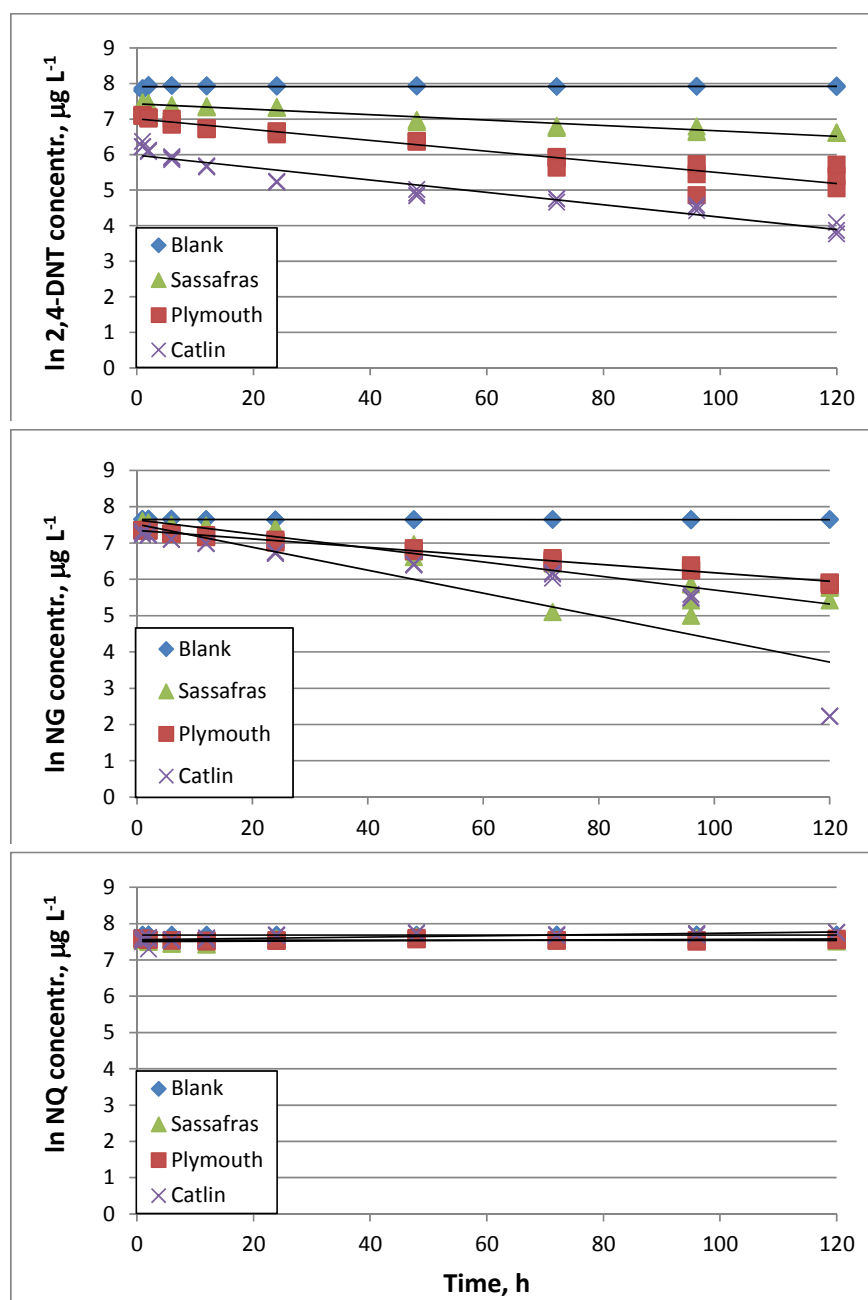 ln 2,4-DNT concentr., µg L-1
9
8
7
6
5
4
3
2
1
0
Blank
Sassafras
Plymouth
Catlin
0 20 40 60 80 100 120
ln NG concentr., µg L-1
9
8
7
6
5
4
3
2
1
0
Blank
Sassafras
Plymouth
Catlin
0 20 40 60 80 100 120
ln NQ concentr., µg L-1
9
8
7
6
5
4
3
2
1
0
Blank
Sassafras
Plymouth
Catlin
0 20 40 60 80 100 120
Time, h